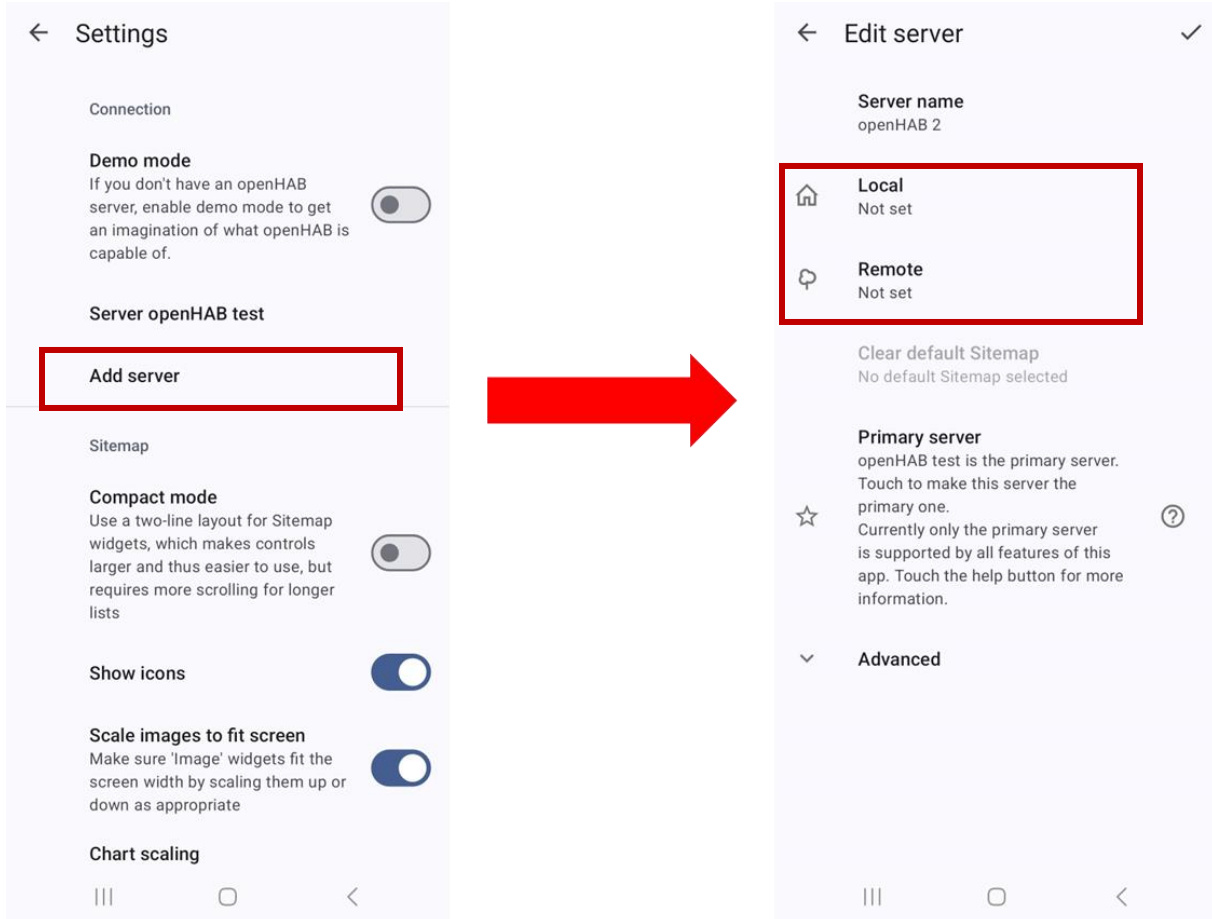 Settings
Connection
Demo mode
If you don't have an openHAB
server, enable demo mode to get
an imagination of what openHAB is
capable of.
Server openHAB test
Add server
Sitemap
Compact mode
Use a two-line layout for Sitemap
widgets, which makes controls
larger and thus easier to use, but
requires more scrolling for longer
lists
Show icons
Scale images to fit screen
Make sure 'Image' widgets fit the
screen width by scaling them up or
down as appropriate
Chart scaling
Edit server
Server name
openHAB 2
Local
Not set
Remote
Not set
Clear default Sitemap
No default Sitemap selected
Primary server
openHAB test is the primary server.
Touch to make this server the
primary one.
Currently only the primary server
is supported by all features of this
app. Touch the help button for more
information.
Advanced